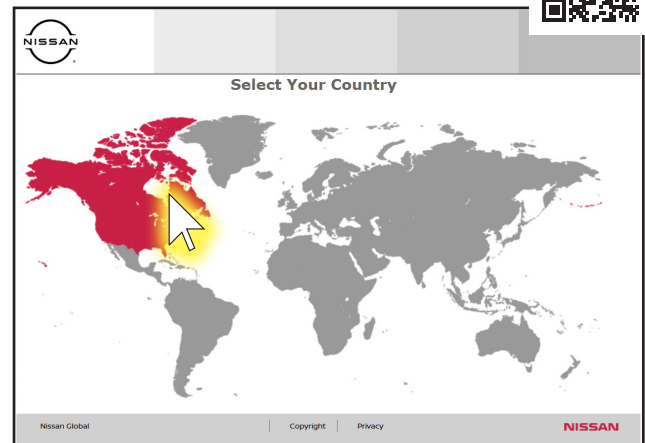 NISSAN
Select Your Country
Nissan Global | Copyright | Privacy
NISSAN